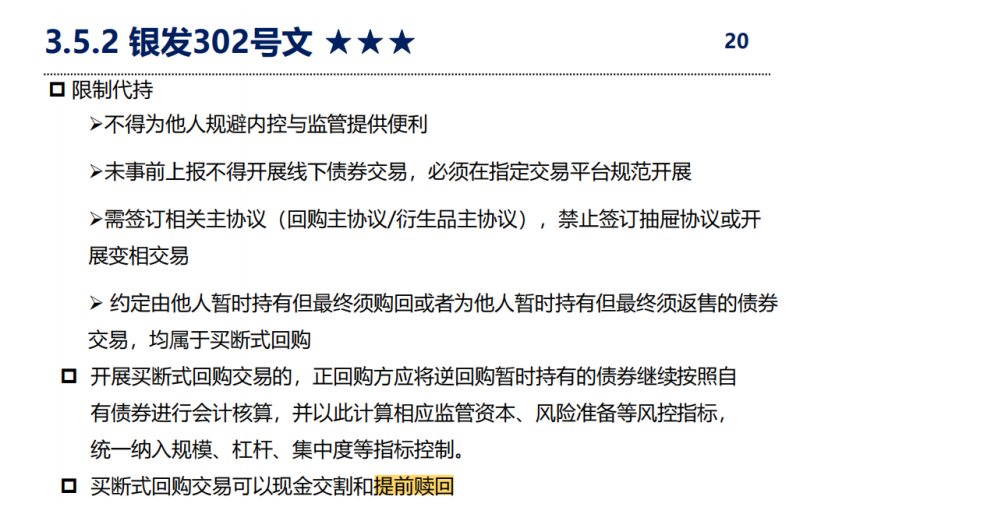 3.5.2 银发302号文 ★★★
20
限制代持
➢不得为他人规避内控与监管提供便利
➢未事前上报不得开展线下债券交易，必须在指定交易平台规范开展
➢需签订相关主协议（回购主协议/衍生品主协议），禁止签订抽屉协议或开
展变相交易
➢ 约定由他人暂时持有但最终须购回或者为他人暂时持有但最终须返售的债券
交易，均属于买断式回购
开展买断式回购交易的，正回购方应将逆回购暂时持有的债券继续按照自
有债券进行会计核算，并以此计算相应监管资本、风险准备等风控指标，
统一纳入规模、杠杆、集中度等指标控制。
买断式回购交易可以现金交割和提前赎回